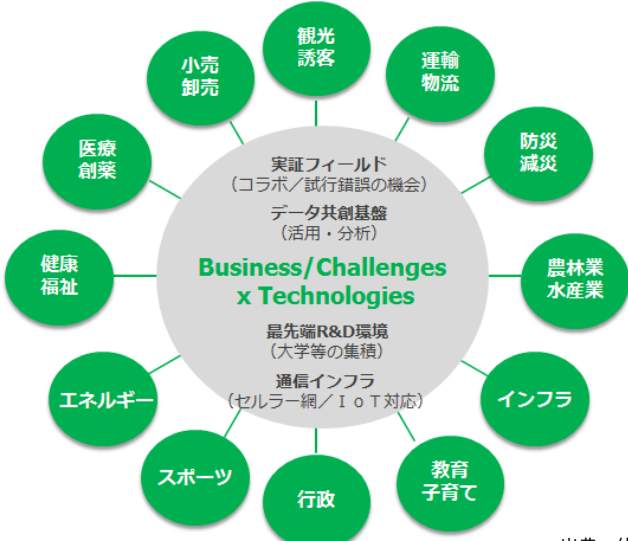 観光
誘客
運輸
物流
防災
減災
農林業
水産業
インフラ
教育
子育て
行政
スポーツ
エネルギー
健康
福祉
医療
創薬
小売
卸売
実証フィールド
（コラボ／試行錯誤の機会）
データ共創基盤
（活用・分析）
Business/Challenges
x Technologies
最先端R&D環境
（大学等の集積）
通信インフラ
（セルラー網／ＩｏＴ対応）